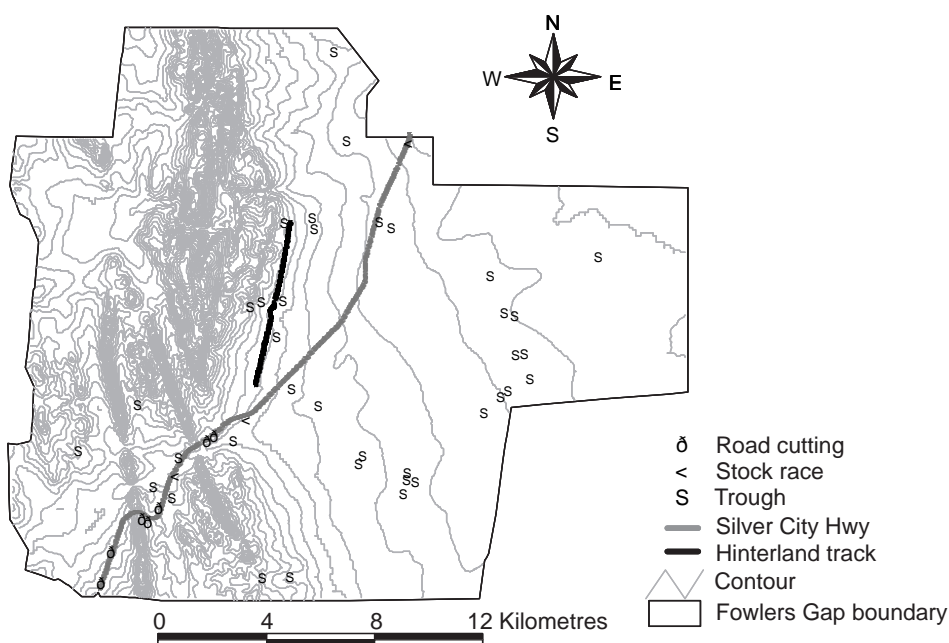 N
W E
S
ð Road cutting
< Stock race
S Trough
Silver City Hwy
Hinterland track
Contour
Fowlers Gap boundary
0 4 8 12 Kilometres